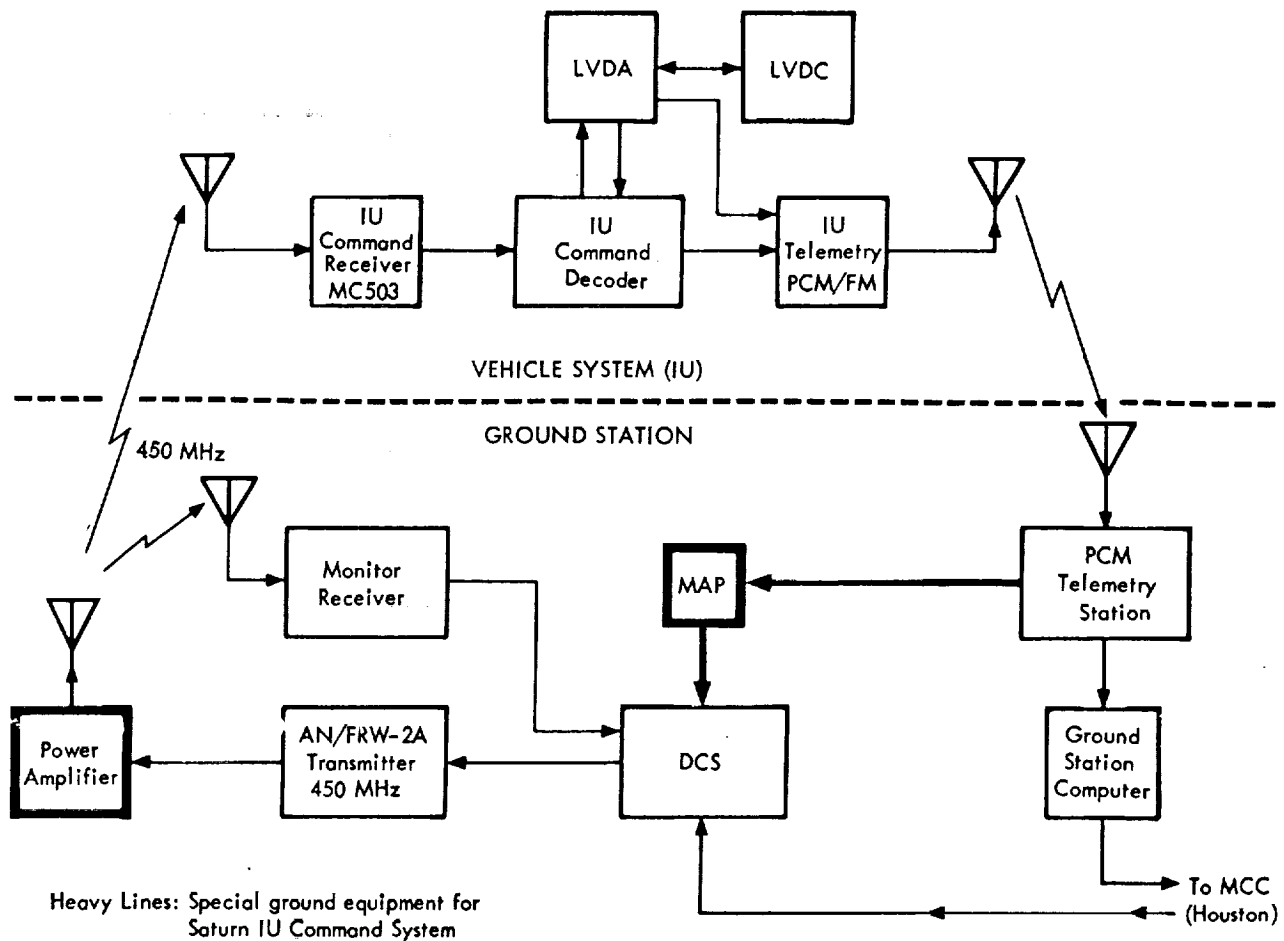 LVDA
LVDC
IU
Command
Receiver
MC503
IU
Command
Decoder
IU
Telemetry
PCM/FM
VEHICLE SYSTEM (IU)
GROUND STATION
450 MHz
Monitor
Receiver
MAP
PCM
Telemetry
Station
Power
Amplifier
AN/FRW-2A
Transmitter
450 MHz
DCS
Ground
Station
Computer
To MCC
(Houston)
Heavy Lines: Special ground equipment for
Saturn IU Command System